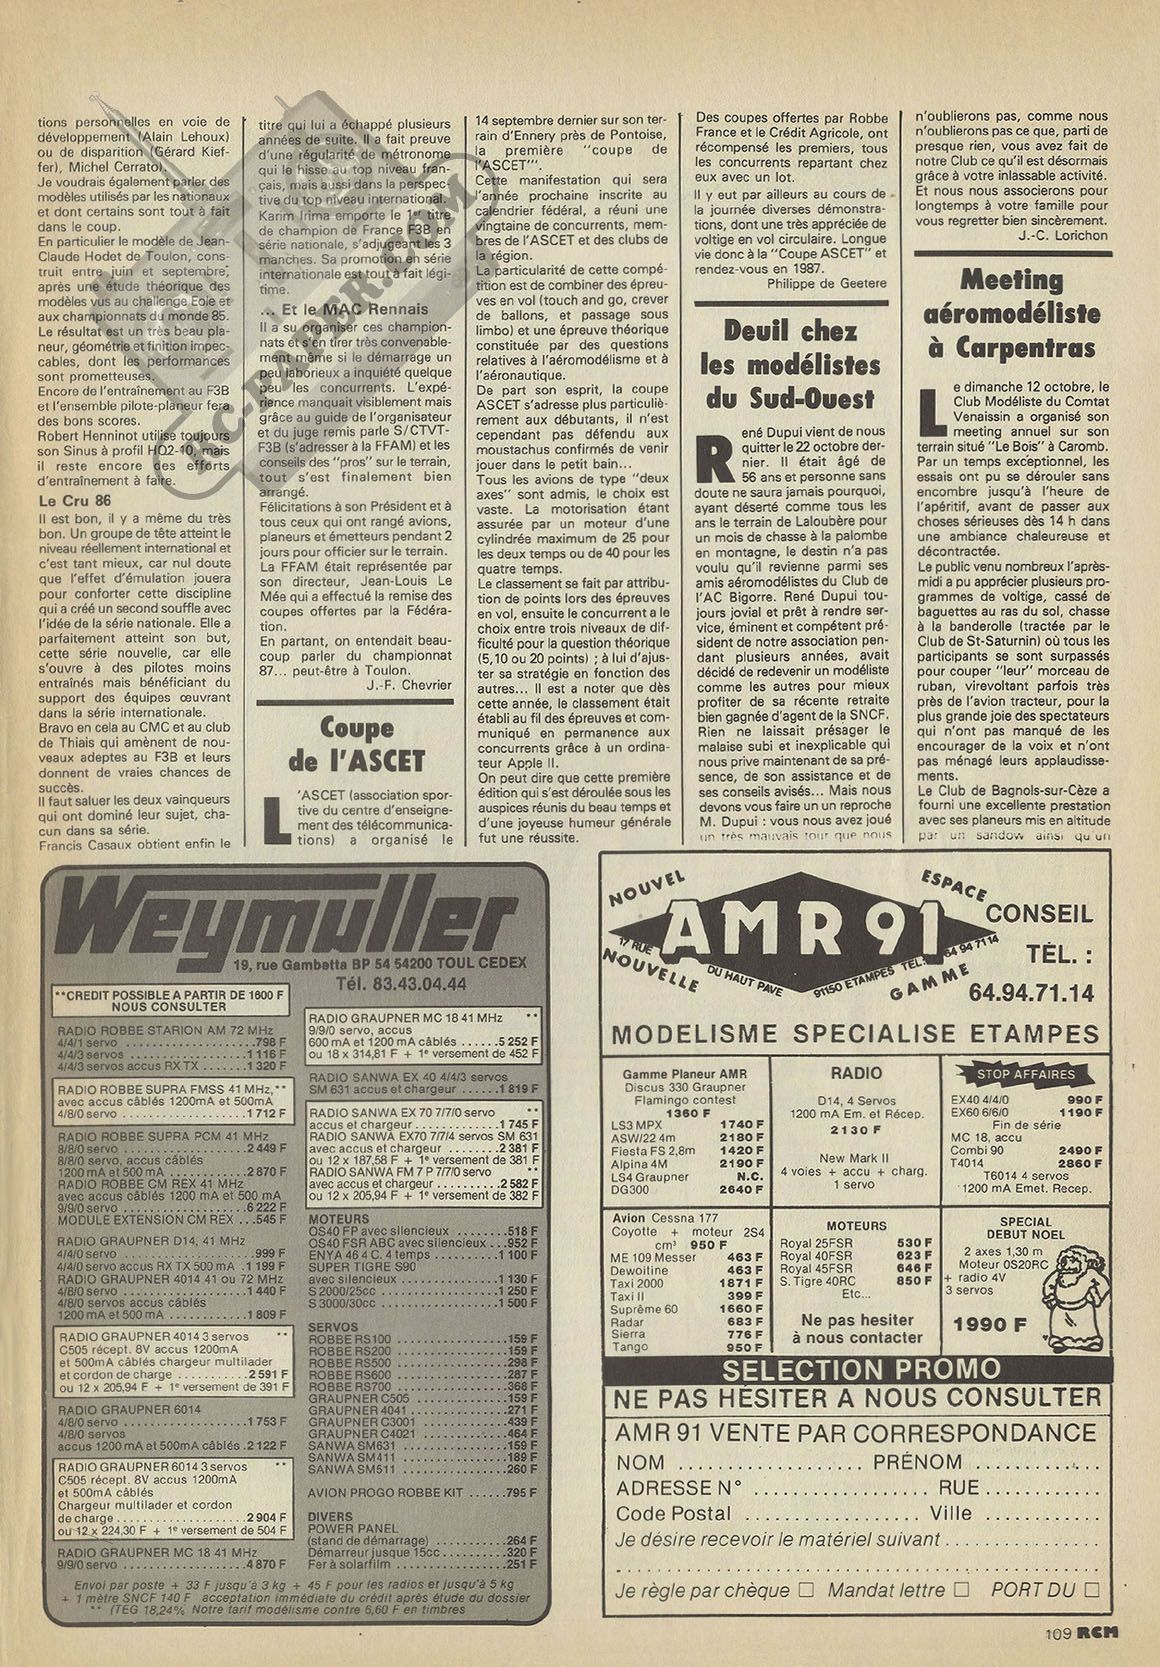 tions personnelles en voie de
développement (Alain Lehoux)
ou de disparition (Gérard Kief-
fer), Michel Cerrato).
Je voudrais également parler des
modèles utilisés par les nationaux
et dont certains sont tout à fait
dans le coup.
En particulier le modèle de Jean-
Claude Hodet de Toulon, cons-
truit entre juin et septembre,
après une étude théorique des
modèles vus au challenge Eole et
aux championnats du monde 85.
Le résultat est un très beau pla-
neur, géométrie et finition impec-
cables, dont les performances
sont prometteuses.
Encore de l'entraînement au F3B
et l'ensemble pilote-planeur fera
des bons scores.
Robert Henninot utilise toujours
son Sinus à profil HQ2-10, mais
il reste encore des efforts
d'entraînement à faire.
Le Cru 86
Il est bon, il y a même du très
bon. Un groupe de tête atteint le
niveau réellement international et
c'est tant mieux, car nul doute
que l'effet d'émulation jouera
pour conforter cette discipline
qui a créé un second souffle avec
l'idée de la série nationale. Elle a
parfaitement atteint son but,
cette série nouvelle, car elle
s'ouvre à des pilotes moins
entraînés mais bénéficiant du
support des équipes œuvrant
dans la série internationale.
Bravo en cela au CMC et au club
de Thiais qui amènent de nou-
veaux adeptes au F3B et leurs
donnent de vraies chances de
succès.
Il faut saluer les deux vainqueurs
qui ont dominé leur sujet, cha-
cun dans sa série.
Francis Casaux obtient enfin le
titre qui lui a échappé plusieurs
années de suite. Il a fait preuve
d'une régularité de métronome
qui le hisse au top niveau fran-
çais, mais aussi dans la perspec-
tive du top niveau international.
Karim Irima emporte le 1er titre
de champion de France F3B en
série nationale, s'adjugeant les 3
manches. Sa promotion en série
internationale est tout à fait légi-
time.
... Et le MAC Rennais
Il a su organiser ces champion-
nats et s'en tirer très convenable-
ment même si le démarrage un
peu laborieux a inquiété quelque
peu les concurrents. L'expé-
rience manquait visiblement mais
grâce au guide de l'organisateur
et du juge remis parle S/CTVT-
F3B (s'adresser à la FFAM) et les
conseils des "pros" sur le terrain,
tout s'est finalement bien
arrangé.
Félicitations à son Président et à
tous ceux qui ont rangé avions,
planeurs et émetteurs pendant 2
jours pour officier sur le terrain.
La FFAM était représentée par
son directeur, Jean-Louis Le
Mée qui a effectué la remise des
coupes offertes par la Fédéra-
tion.
En partant, on entendait beau-
coup parler du championnat
87... peut-être à Toulon.
J.-F. Chevrier
Coupe
de l'ASCET
L'ASCET (association spor-
tive du centre d'enseigne-
ment des télécommunica-
tions) a organisé le
14 septembre dernier sur son ter-
rain d'Ennery près de Pontoise,
la première "coupe de
l'ASCET".
Cette manifestation qui sera
l'année prochaine inscrite au
calendrier fédéral, a réuni une
vingtaine de concurrents, mem-
bres de l'ASCET et des clubs de
la région.
La particularité de cette compé-
tition est de combiner des épreu-
ves en vol (touch and go, crever
de ballons, et passage sous
limbo) et une épreuve théorique
constituée par des questions
relatives à l'aéromodélisme et à
l'aéronautique.
De part son esprit, la coupe
ASCET s'adresse plus particuliè-
rement aux débutants, il n'est
cependant pas défendu aux
moustachus confirmés de venir
jouer dans le petit bain...
Tous les avions de type "deux
axes" sont admis, le choix est
vaste. La motorisation étant
assurée par un moteur d'une
cylindrée maximum de 25 pour
les deux temps ou de 40 pour les
quatre temps.
Le classement se fait par attribu-
tion de points lors des épreuves
en vol, ensuite le concurrent a le
choix entre trois niveaux de dif-
ficulté pour la question théorique
(5, 10 ou 20 points) ; à lui d'ajus-
ter sa stratégie en fonction des
autres... Il est a noter que dès
cette année, le classement était
établi au fil des épreuves et com-
muniqué en permanence aux
concurrents grâce à un ordina-
teur Apple II.
On peut dire que cette première
édition qui s'est déroulée sous les
auspices réunis du beau temps et
d'une joyeuse humeur générale
fut une réussite.
Des coupes offertes par Robbe
France et le Crédit Agricole, ont
récompensé les premiers, tous
les concurrents repartant chez
eux avec un lot.
Il y eut par ailleurs au cours de
la journée diverses démonstra-
tions, dont une très appréciée de
voltige en vol circulaire. Longue
vie donc à la "Coupe ASCET" et
rendez-vous en 1987.
Philippe de Geetere
Deuil chez
les modélistes
du Sud-Ouest
René Dupui vient de nous
quitter le 22 octobre der-
nier. Il était âgé de
56 ans et personne sans
doute ne saura jamais pourquoi,
ayant déserté comme tous les
ans le terrain de Laloubère pour
un mois de chasse à la palombe
en montagne, le destin n'a pas
voulu qu'il revienne parmi ses
amis aéromodélistes du Club de
l'AC Bigorre. René Dupui tou-
jours jovial et prêt à rendre ser-
vice, éminent et compétent pré-
sident de notre association pen-
dant plusieurs années, avait
décidé de redevenir un modéliste
comme les autres pour mieux
profiter de sa récente retraite
bien gagnée d'agent de la SNCF.
Rien ne laissait présager le
malaise subi et inexplicable qui
nous prive maintenant de sa pré-
sence, de son assistance et de
ses conseils avisés... Mais nous
devons vous faire un un reproche
M. Dupui : vous nous avez joué
un très mauvais tour que nous
n'oublierons pas, comme nous
n'oublierons pas ce que, parti de
presque rien, vous avez fait de
notre Club ce qu'il est désormais
grâce à votre inlassable activité.
Et nous nous associerons pour
longtemps à votre famille pour
vous regretter bien sincèrement.
J.-C. Lorichon
Meeting
aéromodéliste
à Carpentras
Le dimanche 12 octobre, le
Club Modéliste du Comtat
Venaissin a organisé son
meeting annuel sur son
terrain situé "Le Bois" à Caromb.
Par un temps exceptionnel, les
essais ont pu se dérouler sans
encombre jusqu'à l'heure de
l'apéritif, avant de passer aux
choses sérieuses dès 14 h dans
une ambiance chaleureuse et
décontractée.
Le public venu nombreux l'après-
midi a pu apprécier plusieurs pro-
grammes de voltige, cassé de
baguettes au ras du sol, chasse
à la banderolle (tractée par le
Club de St-Saturnin) où tous les
participants se sont surpassés
pour couper "leur" morceau de
ruban, virevoltant parfois très
près de l'avion tracteur, pour la
plus grande joie des spectateurs
qui n'ont pas manqué de les
encourager de la voix et n'ont
pas ménagé leurs applaudisse-
ments.
Le Club de Bagnols-sur-Cèze a
fourni une excellente prestation
avec ses planeurs mis en altitude
par un sandow ainsi qu'un
RC-PAPER.COM
Weymuller
19, rue Gambetta BP 54 54200 TOUL CEDEX
Tél. 83.43.04.44
**CREDIT POSSIBLE A PARTIR DE 1600 F
NOUS CONSULTER
RADIO ROBBE STARION AM 72 MHz
4/4/1 servo ..................798 F
4/4/3 servos ................1 116 F
4/4/3 servos accus RX TX .....1 320 F
RADIO ROBBE SUPRA FMSS 41 MHz,**
avec accus câblés 1200mA et 500mA
4/8/0 servo .................1 712 F
RADIO ROBBE SUPRA PCM 41 MHz
8/8/0 servo .................2 449 F
8/8/0 servo, accus câblés
1200 mA et 500 mA ............2 870 F
RADIO ROBBE CM REX 41 MHz
avec accus câblés 1200 mA et 500 mA
9/9/0 servo .................6 222 F
MODULE EXTENSION CM REX ...545 F
RADIO GRAUPNER D14, 41 MHz
4/4/0 servo ..................999 F
4/4/0 servo accus RX TX 500 mA .1 199 F
RADIO GRAUPNER 4014 41 ou 72 MHz
4/8/0 servo .................1 440 F
4/8/0 servos accus câblés
1200 mA et 500 mA ............1 809 F
RADIO GRAUPNER 4014 3 servos **
C505 récept. 8V accus 1200mA
et 500mA câblés chargeur multilader
et cordon de charge ..........2 591 F
ou 12 x 205,94 F + 1e versement de 391 F
RADIO GRAUPNER 6014
4/8/0 servo .................1 753 F
4/8/0 servos
accus 1200 mA et 500mA câblés .2 122 F
RADIO GRAUPNER 6014 3 servos **
C505 récept. 8V accus 1200mA
et 500mA câblés
Chargeur multilader et cordon
de charge ...................2 904 F
ou 12 x 224,30 F + 1e versement de 504 F
RADIO GRAUPNER MC 18 41 MHz
9/9/0 servo .................4 870 F
RADIO GRAUPNER MC 18 41 MHz **
9/9/0 servo, accus
600 mA et 1200 mA câblés ......5 252 F
ou 18 x 314,81 F + 1e versement de 452 F
RADIO SANWA EX 40 4/4/3 servos
SM 631 accus et chargeur ......1 819 F
RADIO SANWA EX 70 7/7/0 servo **
accus et chargeur ............1 745 F
RADIO SANWA EX70 7/7/4 servos SM 631
avec accus et chargeur ........2 381 F
ou 12 x 187,58 F + 1e versement de 381 F
RADIO SANWA FM 7 P 7/7/0 servo **
avec accus et chargeur ........2 582 F
ou 12 x 205,94 F + 1e versement de 382 F
MOTEURS
OS40 FP avec silencieux ........518 F
OS40 FSR ABC avec silencieux ...952 F
ENYA 46 4 C. 4 temps .........1 100 F
SUPER TIGRE S90
avec silencieux ..............1 130 F
S 2000/25cc .................1 250 F
S 3000/30cc .................1 500 F
SERVOS
ROBBE RS100 .................159 F
ROBBE RS200 .................159 F
ROBBE RS500 .................298 F
ROBBE RS600 .................287 F
ROBBE RS700 .................368 F
GRAUPNER C505 ...............159 F
GRAUPNER 4041 ...............271 F
GRAUPNER C3001 ..............439 F
GRAUPNER C4021 ..............464 F
SANWA SM631 .................159 F
SANWA SM411 .................189 F
SANWA SM511 .................260 F
AVION PROGO ROBBE KIT ......795 F
DIVERS
POWER PANEL
(stand de démarrage) ..........264 F
Démarreur jusque 15cc .........320 F
Fer à solarfilm ...............251 F
Envoi par poste + 33 F jusqu'à 3 kg + 45 F pour les radios et jusqu'à 5 kg
+ 1 mètre SNCF 140 F acceptation immédiate du crédit après étude du dossier
** (TEG 18,24% Notre tarif modélisme contre 6,60 F en timbres
NOUVEL ESPACE
AMR 91
17 RUE DU HAUT PAVE 91150 ETAMPES TEL.: 64 94 71 14
NOUVELLE GAMME
CONSEIL
TÉL. :
64.94.71.14
MODELISME SPECIALISE ETAMPES
Gamme Planeur AMR
Discus 330 Graupner
Flamingo contest
1360 F
LS3 MPX 1740 F
ASW/22 4m 2180 F
Fiesta FS 2,8m 1420 F
Alpina 4M 2190 F
LS4 Graupner N.C.
DG300 2640 F
RADIO
D14, 4 Servos
1200 mA Em. et Récep.
2130 F
New Mark II
4 voies + accu + charg.
1 servo
STOP AFFAIRES
EX40 4/4/0 990 F
EX60 6/6/0 1190 F
Fin de série
MC 18, accu
Combi 90 2490 F
T4014 2860 F
T6014 4 servos
1200 mA Emet. Recep.
Avion Cessna 177
Coyotte + moteur 2S4
cm³ 950 F
ME 109 Messer 463 F
Dewoitine 463 F
Taxi 2000 1871 F
Taxi II 399 F
Suprême 60 1660 F
Radar 683 F
Sierra 776 F
Tango 950 F
MOTEURS
Royal 25FSR 530 F
Royal 40FSR 623 F
Royal 45FSR 646 F
S. Tigre 40RC 850 F
Etc...
Ne pas hesiter
à nous contacter
SPECIAL
DEBUT NOEL
2 axes 1,30 m
Moteur 0S20RC
+ radio 4V
3 servos
1990 F
SELECTION PROMO
NE PAS HÉSITER A NOUS CONSULTER
AMR 91 VENTE PAR CORRESPONDANCE
NOM .................. PRÉNOM .............
ADRESSE N° .................. RUE............
Code Postal .................. Ville .............
Je désire recevoir le matériel suivant................
Je règle par chèque □ Mandat lettre □ PORT DU □
109 RCM